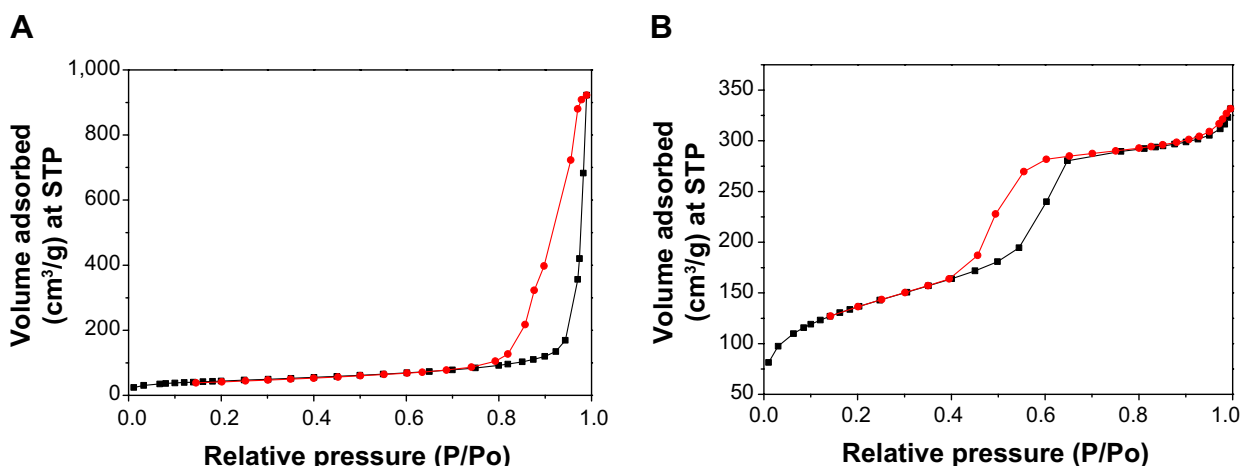 A
B
1,000
800
600
400
200
0
0.0 0.2 0.4 0.6 0.8 1.0
Volume adsorbed
(cm³/g) at STP
Relative pressure (P/Po)
350
300
250
200
150
100
50
0.0 0.2 0.4 0.6 0.8 1.0
Volume adsorbed
(cm³/g) at STP
Relative pressure (P/Po)